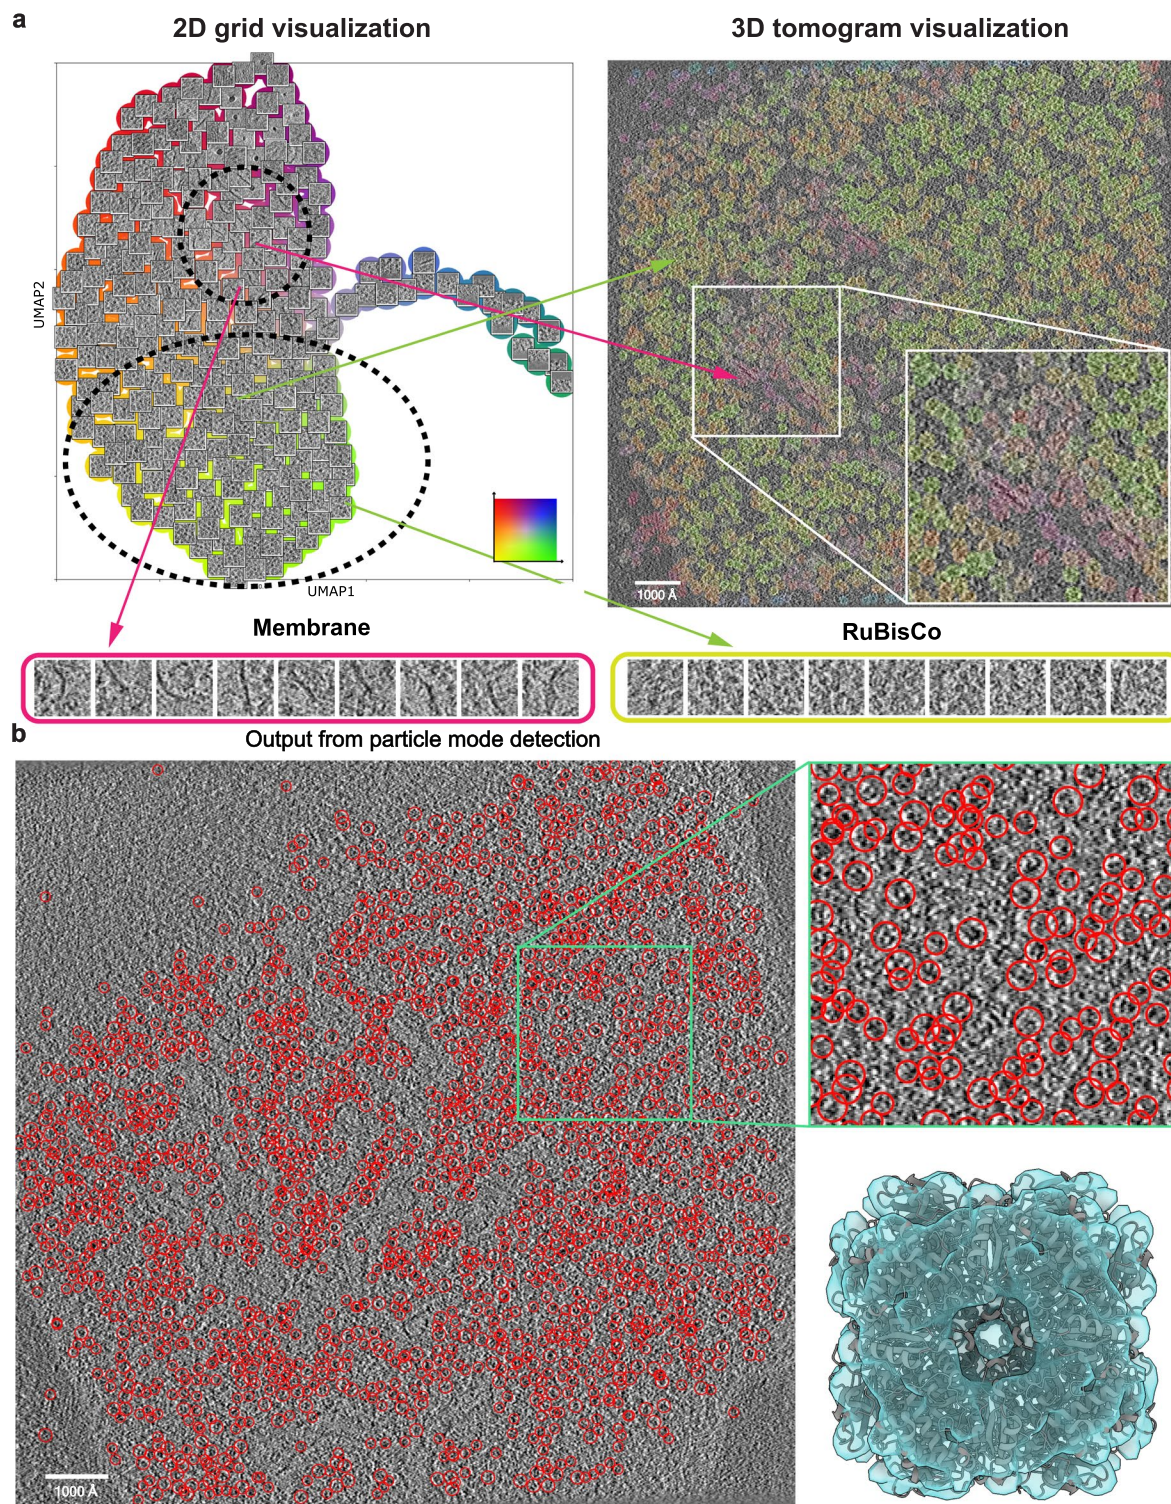 a
2D grid visualization
3D tomogram visualization
UMAP2
UMAP1
1000 Å
Membrane
RuBisCo
b
Output from particle mode detection
1000 Å